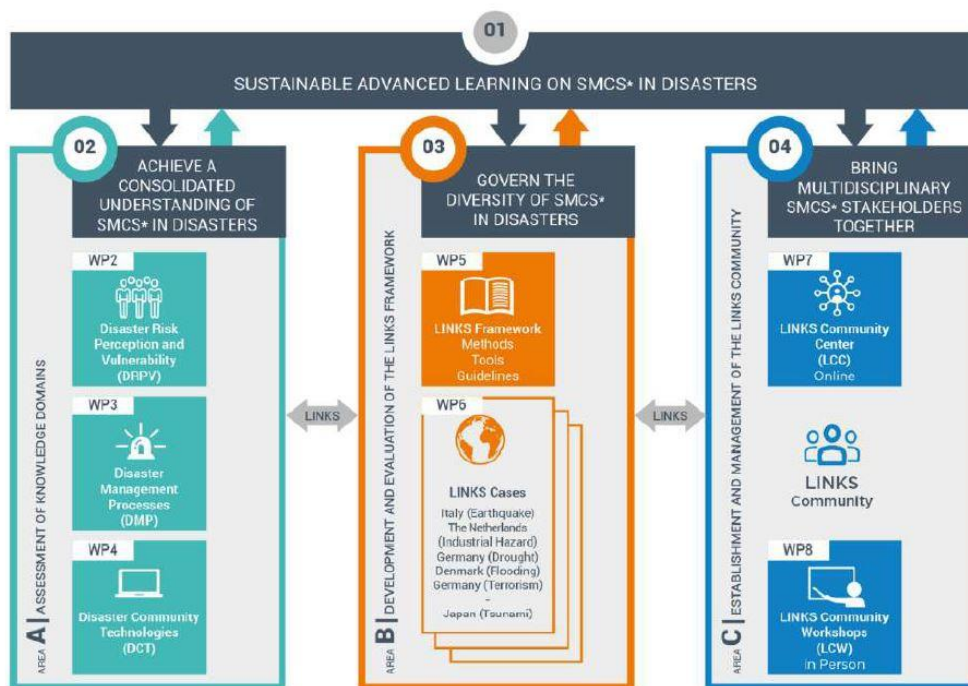 01
SUSTAINABLE ADVANCED LEARNING ON SMCS* IN DISASTERS
02
ACHIEVE A
CONSOLIDATED
UNDERSTANDING OF
SMCS* IN DISASTERS
AREA A | ASSESSMENT OF KNOWLEDGE DOMAINS
WP2
Disaster Risk
Perception and
Vulnerability
(DRPV)
WP3
Disaster
Management
Processes
(DMP)
WP4
Disaster Community
Technologies
(DCT)
LINKS
03
GOVERN THE
DIVERSITY OF SMCS*
IN DISASTERS
AREA B | DEVELOPMENT AND EVALUATION OF THE LINKS FRAMEWORK
WP5
LINKS Framework
Methods
Tools
Guidelines
WP6
LINKS Cases
Italy (Earthquake)
The Netherlands
(Industrial Hazard)
Germany (Drought)
Denmark (Flooding)
Germany (Terrorism)
-
Japan (Tsunami)
LINKS
04
BRING
MULTIDISCIPLINARY
SMCS* STAKEHOLDERS
TOGETHER
AREA C | ESTABLISHMENT AND MANAGEMENT OF THE LINKS COMMUNITY
WP7
LINKS Community
Center
(LCC)
Online
LINKS
Community
WP8
LINKS Community
Workshops
(LCW)
In Person